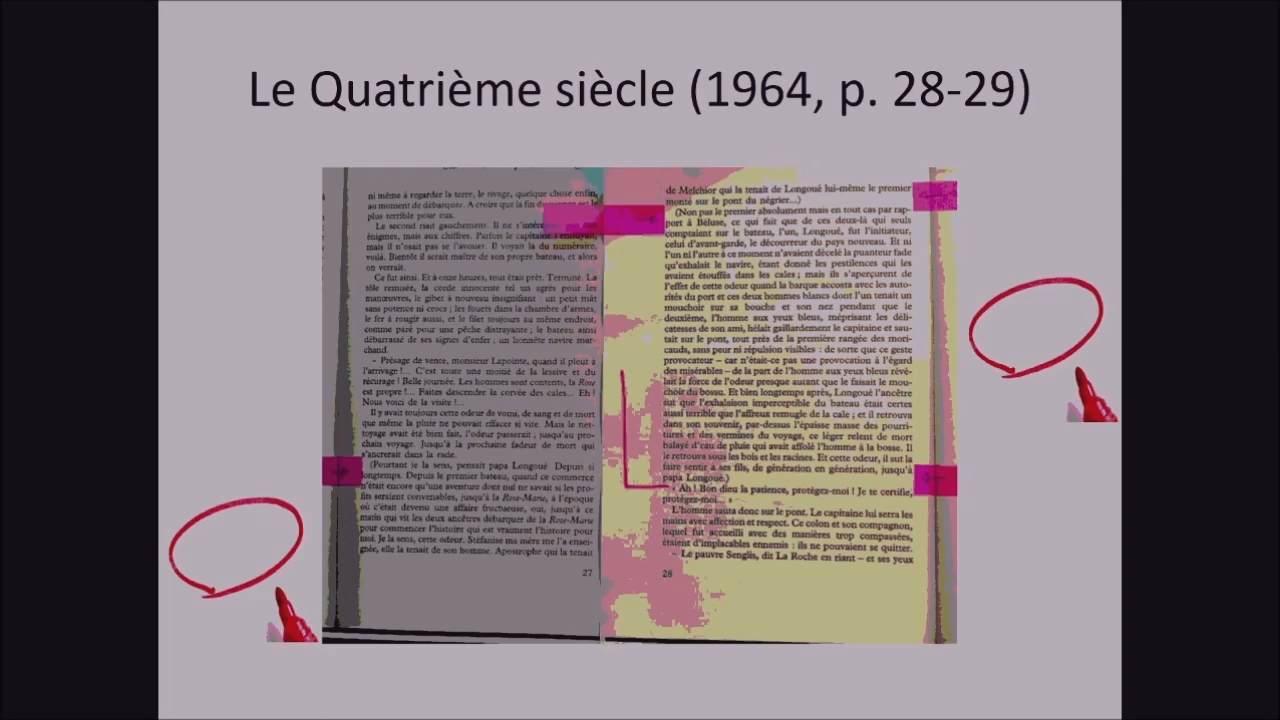 Le Quatrième siècle (1964, p. 28-29)
ni même à regarder la terre, le rivage, quelque chose enfin,
au moment de débarquer. A croire que la fin du est le
plus terrible pour eux.
Le second riait gauchement. Il ne
énigmes, mais aux chiffres. Parfois le capitaine s'ennuyait,
mais il n'osait pas se l'avouer. Il voyait là du numéraire,
voilà. Bientôt il serait maître de son propre bateau, et alors
on verrait.
Ce fut ainsi. Et à onze heures, tout était prêt. Terminé. La
tôle remisée, la corde innocente tel un agrès pour les
manœuvres, le gibet à nouveau insignifiant : un petit mât
sans potence ni crocs ; les fouets dans la chambre d'armes,
le fer à rougir aussi, et le filet toujours au même endroit,
comme paré pour une pêche distrayante ; le bateau ainsi
débarrassé de ses signes d'enfer ; un honnête navire mar-
chand.
– Présage de vence, monsieur Lapointe, quand il pleut à
l'arrivage !... C'est toute une moitié de la lessive et du
récurage ! Belle journée. Les hommes sont contents, la Rose
est propre !... Faites descendre la corvée des cales... Eh !
Nous voici de la visite !...
Il y avait toujours cette odeur de vomi, de sang et de mort
que même la pluie ne pouvait effacer si vite. Mais le net-
toyage avait été bien fait, l'odeur passerait ; jusqu'au pro-
chain voyage. Jusqu'à la prochaine fadeur de mort qui
s'ancrerait dans la rade.
(Pourtant je la sens, pensait papa Longoué. Depuis si
longtemps. Depuis le premier bateau, quand ce commerce
n'était encore qu'une aventure dont nul ne savait si les pro-
fits seraient convenables, jusqu'à la Rose-Marie, à l'époque
où c'était devenu une affaire fructueuse, oui, jusqu'à ce
matin qui vit les deux ancêtres débarquer de la Rose-Marie
pour commencer l'histoire qui est vraiment l'histoire pour
moi. Je la sens, cette odeur. Stéfanise ma mère me l'a ensei-
gnée, elle la tenait de son homme. Apostrophe qui la tenait
27
de Melchior qui la tenait de Longoué lui-même le premier
monté sur le pont du négrier...)
(Non pas le premier absolument mais en tout cas par rap-
port à Béluse, ce qui fait que de ces deux-là qui seuls
comptaient sur le bateau, l'un, Longoué, fut l'initiateur,
celui d'avant-garde, le découvreur du pays nouveau. Et ni
l'un ni l'autre à ce moment n'avaient décelé la puanteur fade
qu'exhalait le navire, étant donné les pestilences qui les
avaient étouffés dans les cales ; mais ils s'aperçurent de
l'effet de cette odeur quand la barque accosta avec les auto-
rités du port et ces deux hommes blancs dont l'un tenait un
mouchoir sur sa bouche et son nez pendant que le
deuxième, l'homme aux yeux bleus, méprisant les déli-
catesses de son ami, hélait gaillardement le capitaine et sau-
tait sur le pont, tout près de la première rangée des mori-
cauds, sans peur ni répulsion visibles : de sorte que ce geste
provocateur – car n'était-ce pas une provocation à l'égard
des misérables – de la part de l'homme aux yeux bleus révé-
lait la force de l'odeur presque autant que le faisait le mou-
choir du bossu. Et bien longtemps après, Longoué l'ancêtre
sut que l'exhalaison imperceptible du bateau était certes
aussi terrible que l'affreux remugle de la cale ; et il retrouva
dans son souvenir, par-dessus l'épaisse masse des pourri-
tures et des vermines du voyage, ce léger relent de mort
balayé d'eau de pluie qui avait affolé l'homme à la bosse. Il
le retrouva sous les bois et les racines. Et cette odeur, il sut la
faire sentir à ses fils, de génération en génération, jusqu'à
papa Longoué.)
« Ah ! Bon dieu la patience, protégez-moi ! Je te certifie,
protégez-moi... »
L'homme sauta donc sur le pont. Le capitaine lui serra les
mains avec affection et respect. Ce colon et son compagnon,
lequel fut accueilli avec des manières trop compassées,
étaient d'implacables ennemis : ils ne pouvaient se quitter.
– Le pauvre Senglis, dit La Roche en riant – et ses yeux
28